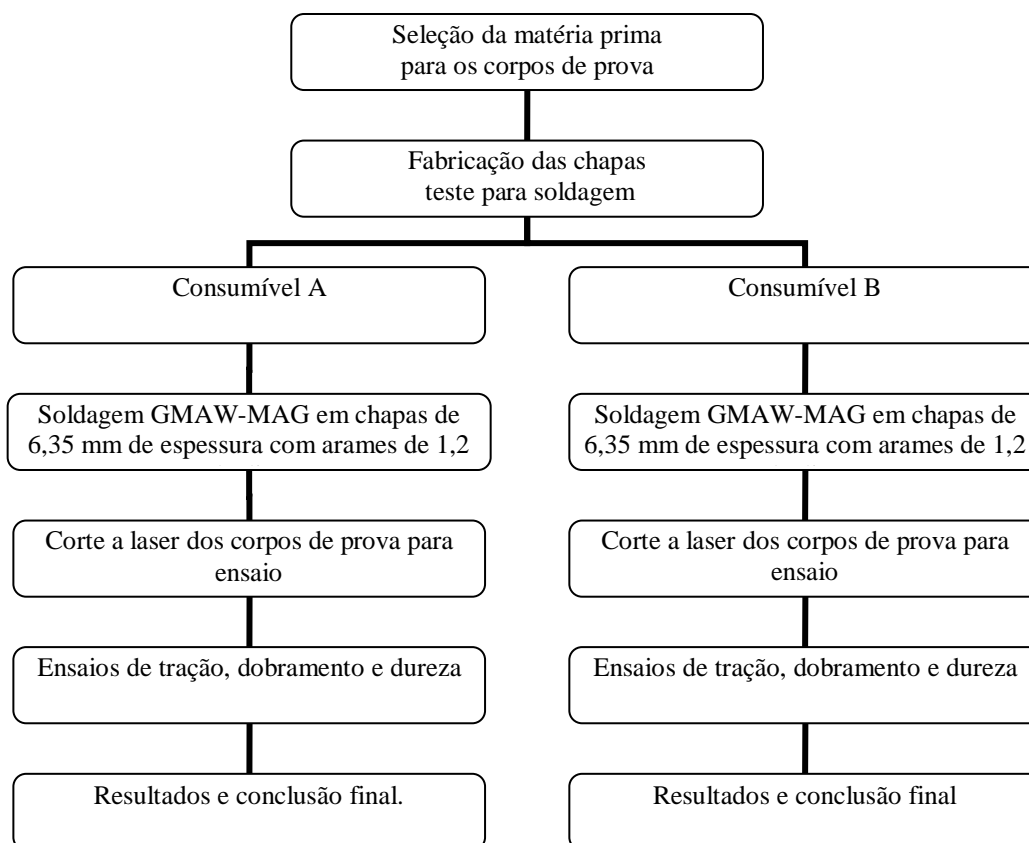 Seleção da matéria prima
para os corpos de prova
Fabricação das chapas
teste para soldagem
Consumível A
Consumível B
Soldagem GMAW-MAG em chapas de
6,35 mm de espessura com arames de 1,2
Soldagem GMAW-MAG em chapas de
6,35 mm de espessura com arames de 1,2
Corte a laser dos corpos de prova para
ensaio
Corte a laser dos corpos de prova para
ensaio
Ensaios de tração, dobramento e dureza
Ensaios de tração, dobramento e dureza
Resultados e conclusão final.
Resultados e conclusão final